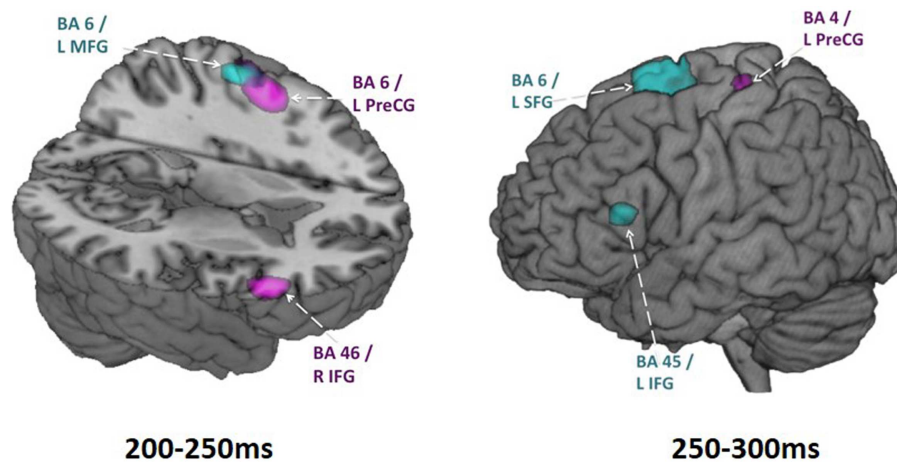 BA 6 /
L MFG
BA 6 /
L PreCG
BA 46 /
R IFG
200-250ms
BA 4 /
L PreCG
BA 6 /
L SFG
BA 45 /
L IFG
250-300ms